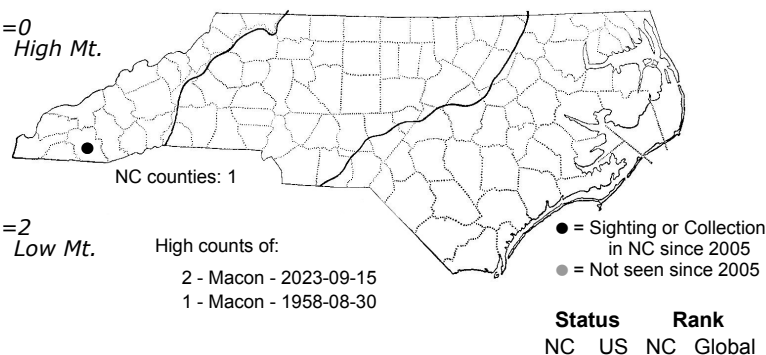 =0
High Mt.
NC counties: 1
=2
Low Mt.
High counts of:
2 - Macon - 2023-09-15
1 - Macon - 1958-08-30
● = Sighting or Collection
in NC since 2005
● = Not seen since 2005
Status Rank
NC US NC Global